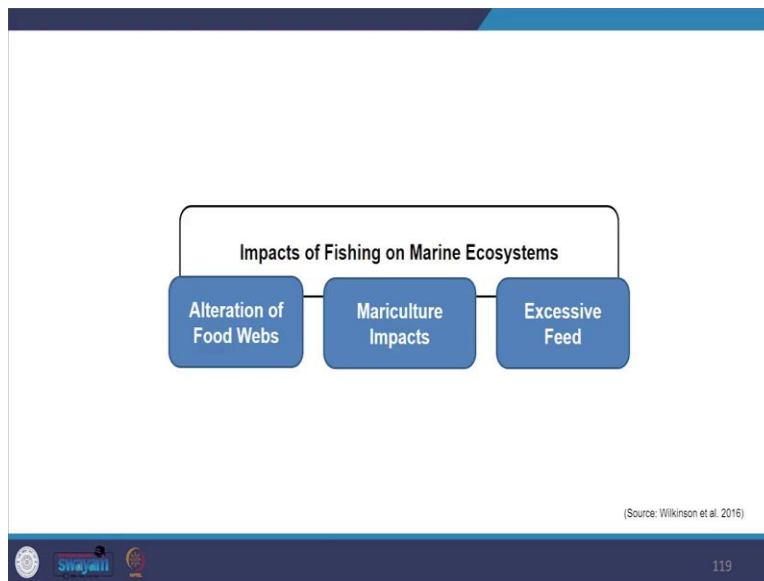 Impacts of Fishing on Marine Ecosystems
Alteration of
Food Webs
Mariculture
Impacts
Excessive
Feed
(Source: Wilkinson et al. 2016)
swayam
119